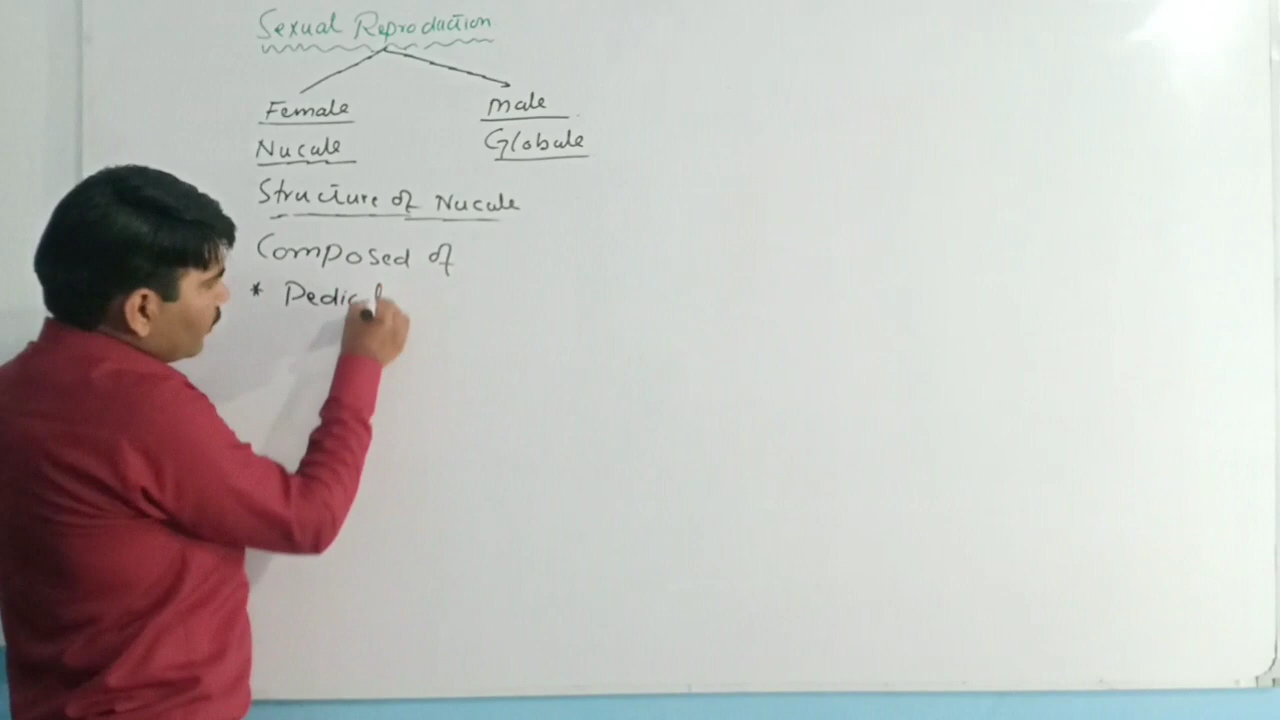 Sexual Reproduction
Female Male
Nucule Globule
Structure of Nucule
Composed of
* Pedic